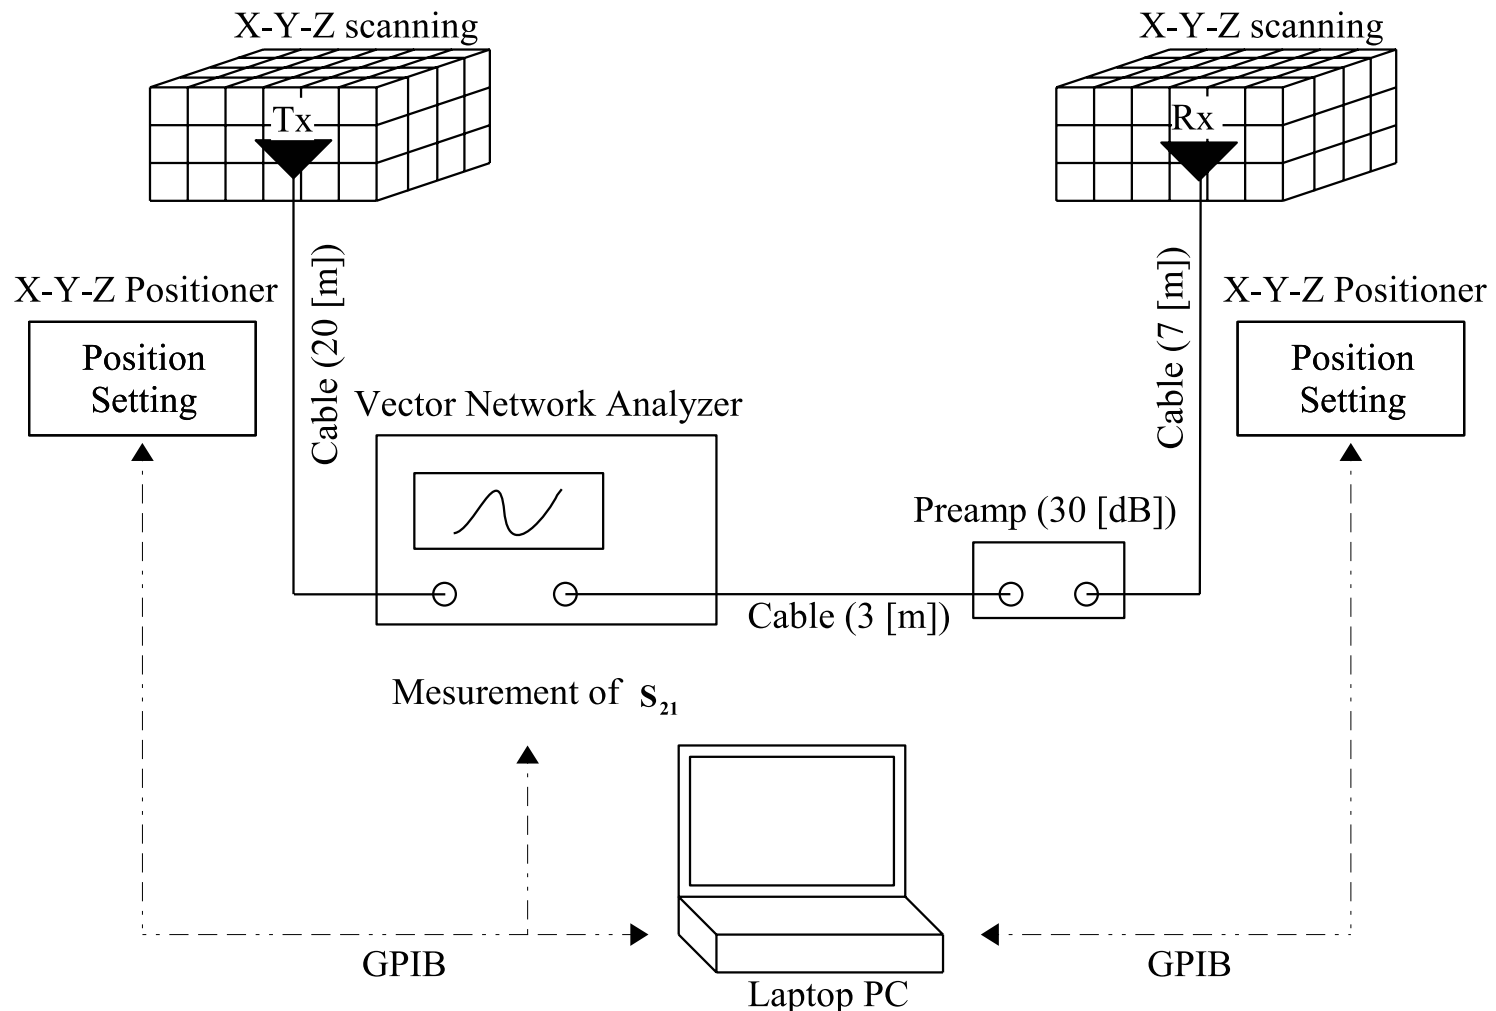 X-Y-Z scanning
X-Y-Z scanning
Tx
Rx
Cable (20 [m])
Cable (7 [m])
X-Y-Z Positioner
X-Y-Z Positioner
Position
Setting
Position
Setting
Vector Network Analyzer
Preamp (30 [dB])
Cable (3 [m])
Mesurement of S21
GPIB
GPIB
Laptop PC